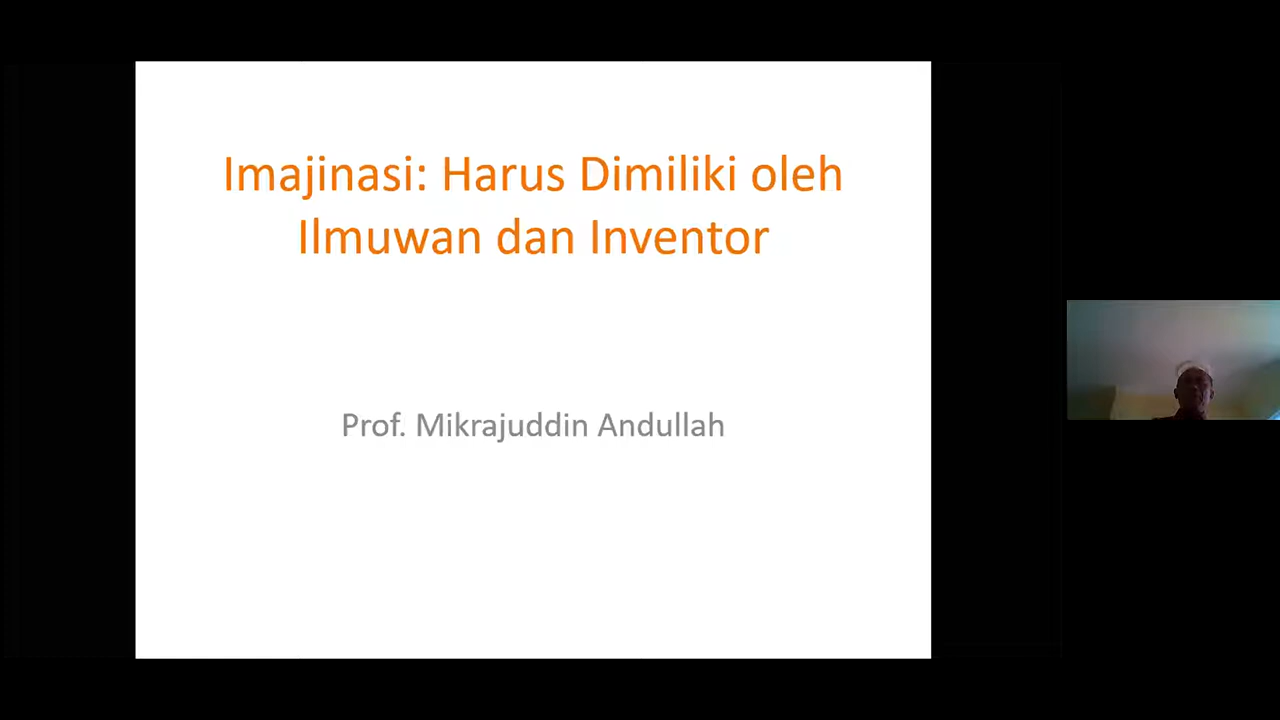 Imajinasi: Harus Dimiliki oleh
Ilmuwan dan Inventor
Prof. Mikrajuddin Andullah